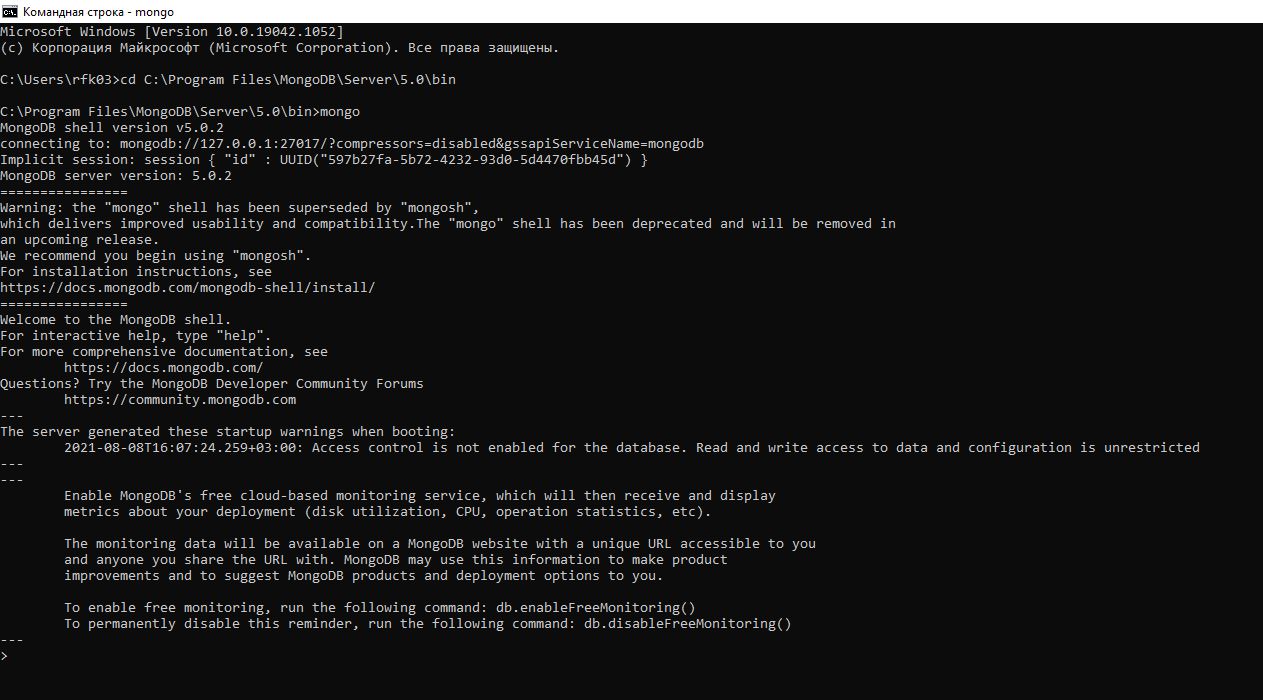 Командная строка - mongo
Microsoft Windows [Version 10.0.19042.1052]
(c) Корпорация Майкрософт (Microsoft Corporation). Все права защищены.
C:\Users\rfk03>cd C:\Program Files\MongoDB\Server\5.0\bin
C:\Program Files\MongoDB\Server\5.0\bin>mongo
MongoDB shell version v5.0.2
connecting to: mongodb://127.0.0.1:27017/?compressors=disabled&gssapiServiceName=mongodb
Implicit session: session { "id" : UUID("597b27fa-5b72-4232-93d0-5d4470fbb45d") }
MongoDB server version: 5.0.2
================
Warning: the "mongo" shell has been superseded by "mongosh",
which delivers improved usability and compatibility.The "mongo" shell has been deprecated and will be removed in
an upcoming release.
We recommend you begin using "mongosh".
For installation instructions, see
https://docs.mongodb.com/mongodb-shell/install/
================
Welcome to the MongoDB shell.
For interactive help, type "help".
For more comprehensive documentation, see
https://docs.mongodb.com/
Questions? Try the MongoDB Developer Community Forums
https://community.mongodb.com
---
The server generated these startup warnings when booting:
2021-08-08T16:07:24.259+03:00: Access control is not enabled for the database. Read and write access to data and configuration is unrestricted
---
---
Enable MongoDB's free cloud-based monitoring service, which will then receive and display
metrics about your deployment (disk utilization, CPU, operation statistics, etc).
The monitoring data will be available on a MongoDB website with a unique URL accessible to you
and anyone you share the URL with. MongoDB may use this information to make product
improvements and to suggest MongoDB products and deployment options to you.
To enable free monitoring, run the following command: db.enableFreeMonitoring()
To permanently disable this reminder, run the following command: db.disableFreeMonitoring()
---
>